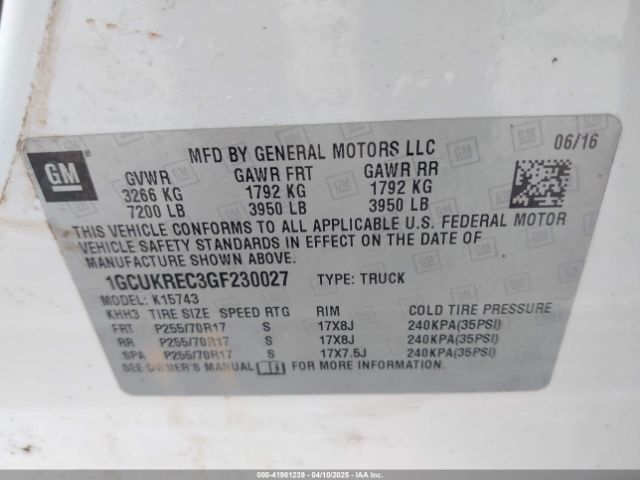 GM
MFD BY GENERAL MOTORS LLC 06/16
GVWR GAWR FRT GAWR RR
3266 KG 1792 KG 1792 KG
7200 LB 3950 LB 3950 LB
THIS VEHICLE CONFORMS TO ALL APPLICABLE U.S. FEDERAL MOTOR
VEHICLE SAFETY STANDARDS IN EFFECT ON THE DATE OF
MANUFACTURE SHOWN ABOVE.
1GCUKREC3GF230027 TYPE: TRUCK
MODEL: K15743
KHH3 TIRE SIZE SPEED RTG RIM COLD TIRE PRESSURE
FRT P255/70R17 S 17X8J 240KPA(35PSI)
RR P255/70R17 S 17X8J 240KPA(35PSI)
SPA P255/70R17 S 17X7.5J 240KPA(35PSI)
SEE OWNER'S MANUAL FOR MORE INFORMATION.
000-41981239 - 04/10/2025 - IAAI.COM